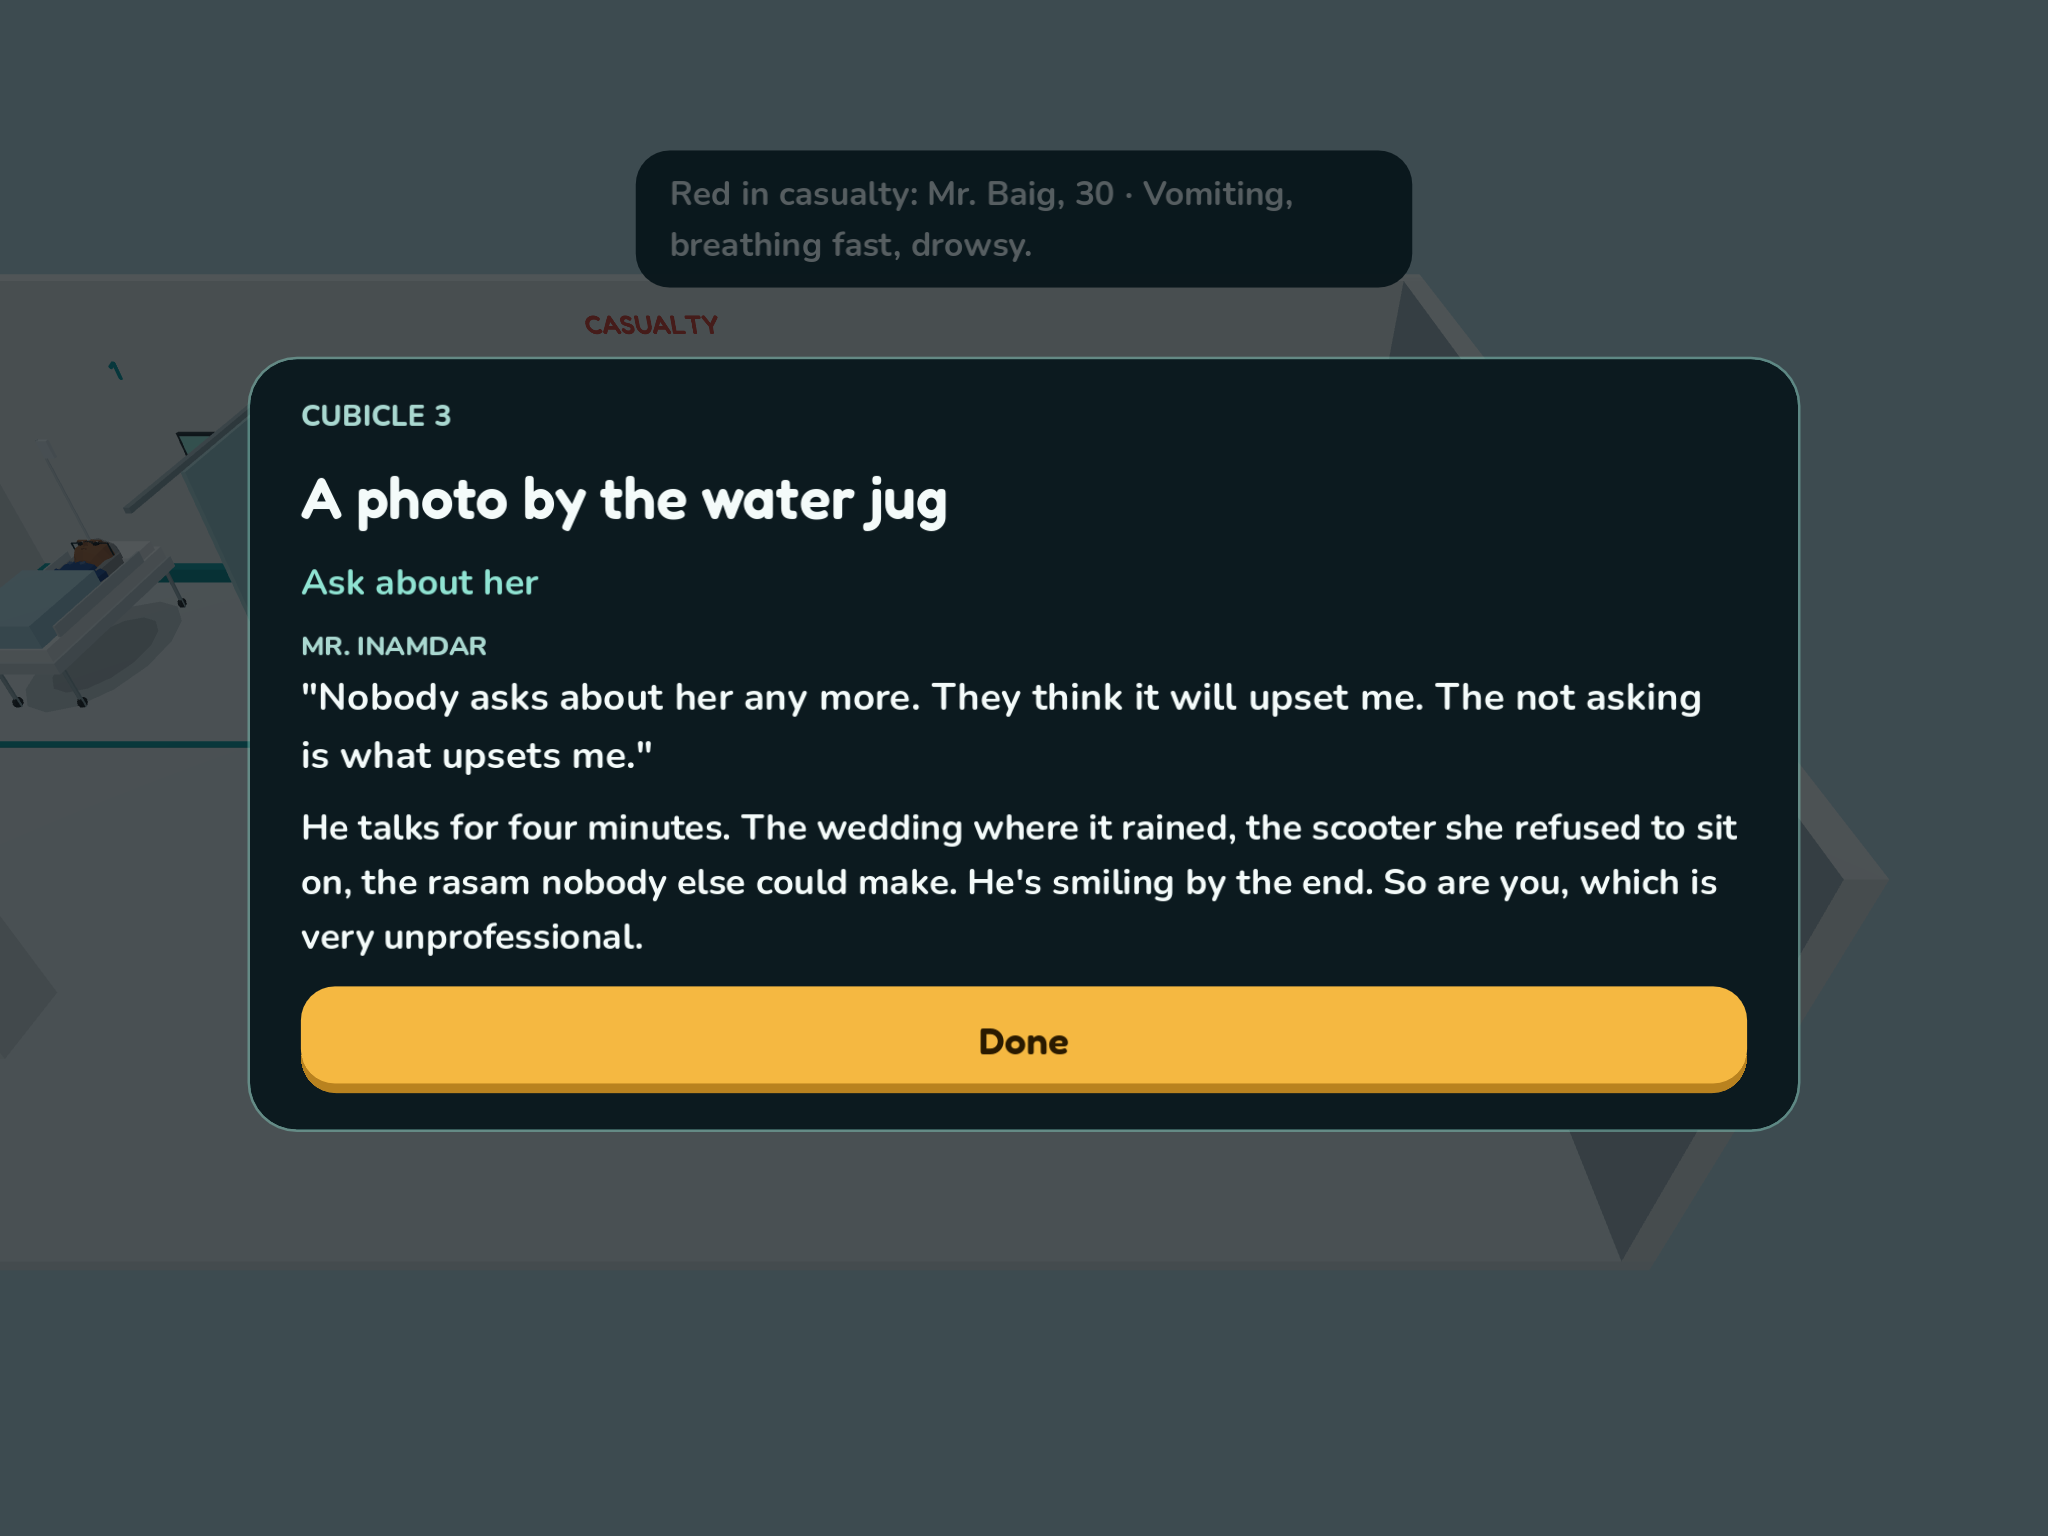 Red in casualty: Mr. Baig, 30 · Vomiting,
breathing fast, drowsy.
CASUALTY
1
CUBICLE 3
A photo by the water jug
Ask about her
MR. INAMDAR
"Nobody asks about her any more. They think it will upset me. The not asking
is what upsets me."
He talks for four minutes. The wedding where it rained, the scooter she refused to sit
on, the rasam nobody else could make. He's smiling by the end. So are you, which is
very unprofessional.
Done